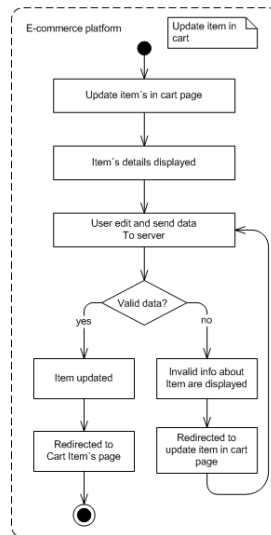 E-commerce platform
Update item in
cart
Update item´s in cart page
Item´s details displayed
User edit and send data
To server
Valid data?
yes
no
Item updated
Invalid info about
Item are displayed
Redirected to
Cart Item´s page
Redirected to
update item in cart
page